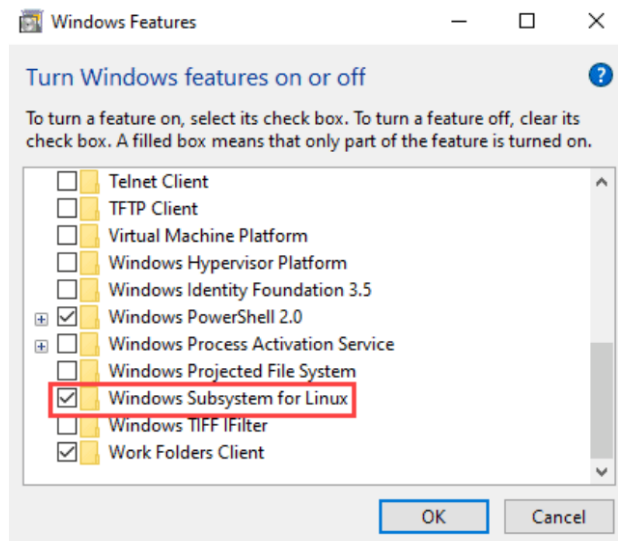 Windows Features
Turn Windows features on or off
?
To turn a feature on, select its check box. To turn a feature off, clear its
check box. A filled box means that only part of the feature is turned on.
Telnet Client
TFTP Client
Virtual Machine Platform
Windows Hypervisor Platform
Windows Identity Foundation 3.5
Windows PowerShell 2.0
Windows Process Activation Service
Windows Projected File System
Windows Subsystem for Linux
Windows TIFF IFilter
Work Folders Client
OK
Cancel